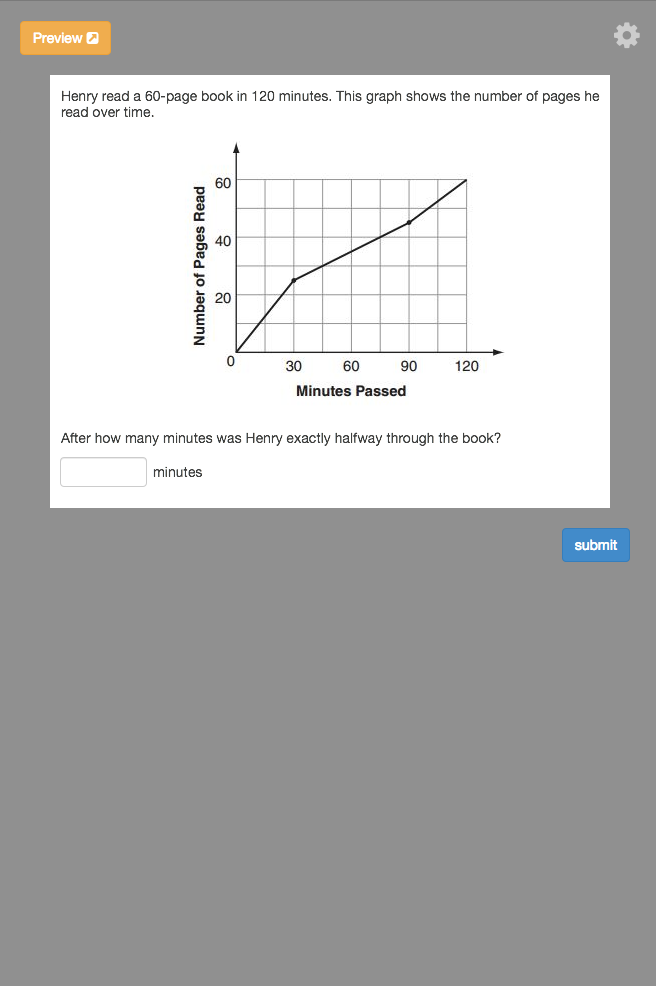 Preview
Henry read a 60-page book in 120 minutes. This graph shows the number of pages he
read over time.
60
40
20
0
30 60 90 120
Number of Pages Read
Minutes Passed
After how many minutes was Henry exactly halfway through the book?
minutes
submit